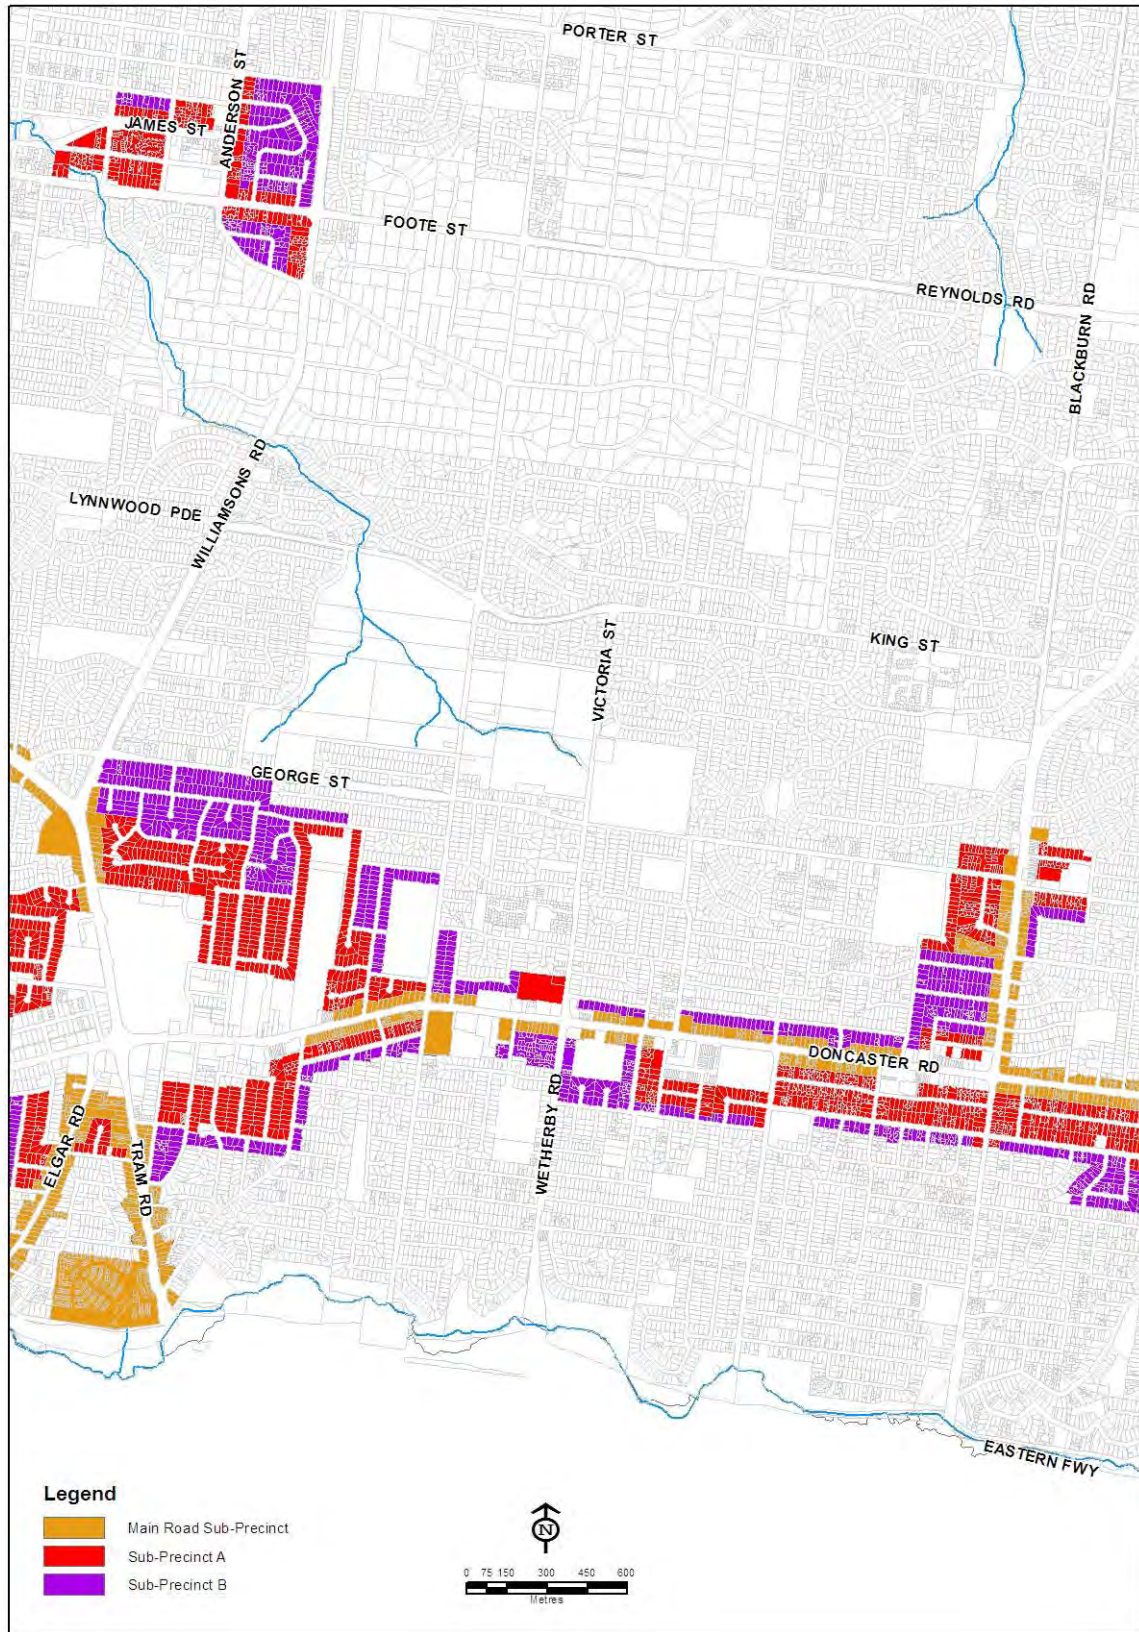 PORTER ST
ANDERSON ST
JAMES ST
FOOTE ST
REYNOLDS RD
BLACKBURN RD
WILLIAMSONS RD
LYNNWOOD PDE
KING ST
VICTORIA ST
GEORGE ST
DONCASTER RD
ELGAR RD
TRAM RD
WETHERBY RD
EASTERN FWY
Legend
Main Road Sub-Precinct
Sub-Precinct A
Sub-Precinct B
N
0 75 150 300 450 600
Metres